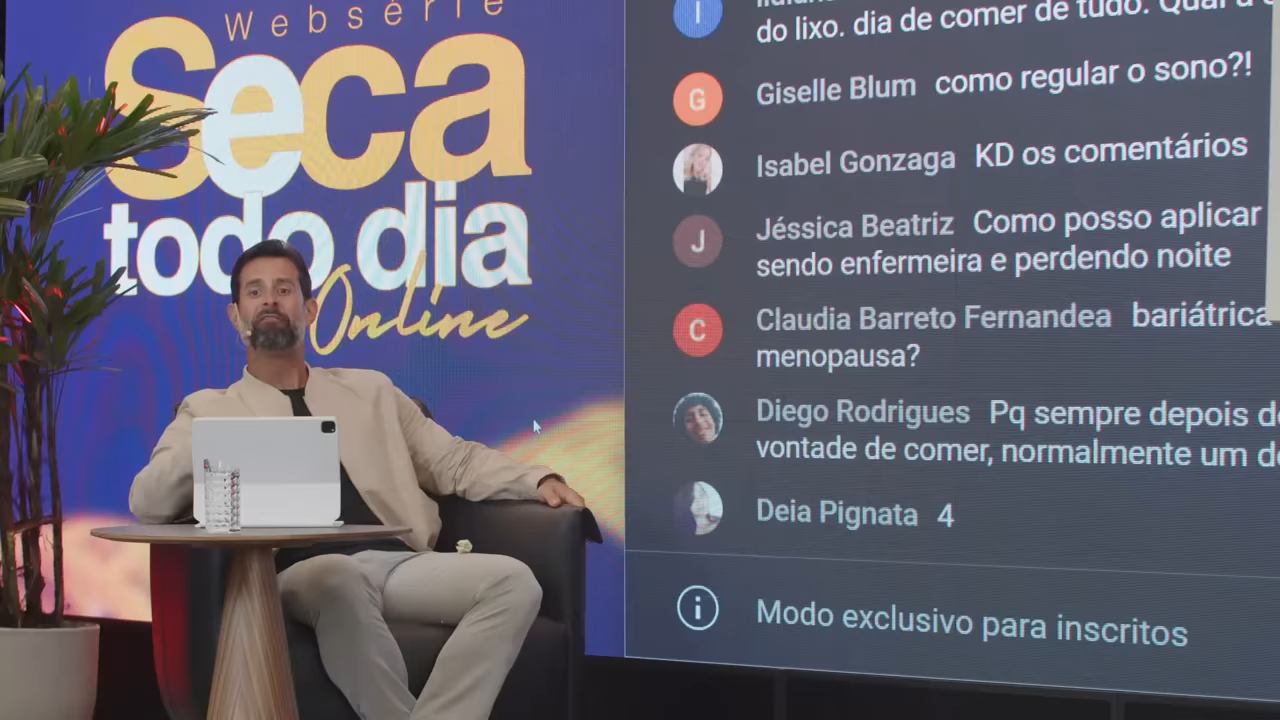 Websérie
Seca
todo dia
Online
I
do lixo. dia de comer de tudo. Qual a
G Giselle Blum como regular o sono?!
Isabel Gonzaga KD os comentários
J Jéssica Beatriz Como posso aplicar
sendo enfermeira e perdendo noite
C Claudia Barreto Fernandea bariátrica
menopausa?
Diego Rodrigues Pq sempre depois
vontade de comer, normalmente um
Deia Pignata 4
Modo exclusivo para inscritos